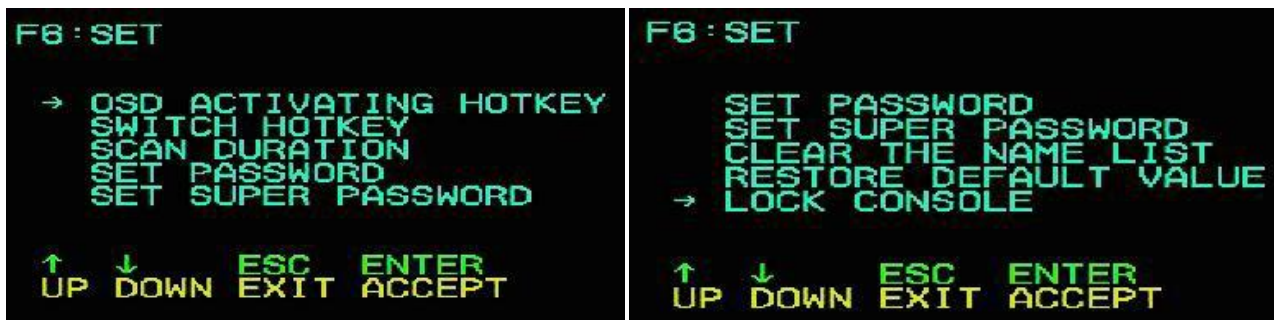 F6:SET
→ OSD ACTIVATING HOTKEY
SWITCH HOTKEY
SCAN DURATION
SET PASSWORD
SET SUPER PASSWORD
↑ ↓ ESC ENTER
UP DOWN EXIT ACCEPT
F6:SET
SET PASSWORD
SET SUPER PASSWORD
CLEAR THE NAME LIST
RESTORE DEFAULT VALUE
→ LOCK CONSOLE
↑ ↓ ESC ENTER
UP DOWN EXIT ACCEPT